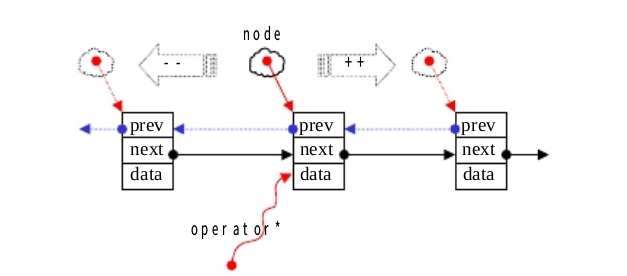 node
-- ++
prev prev prev
next next next
data data data
operator*